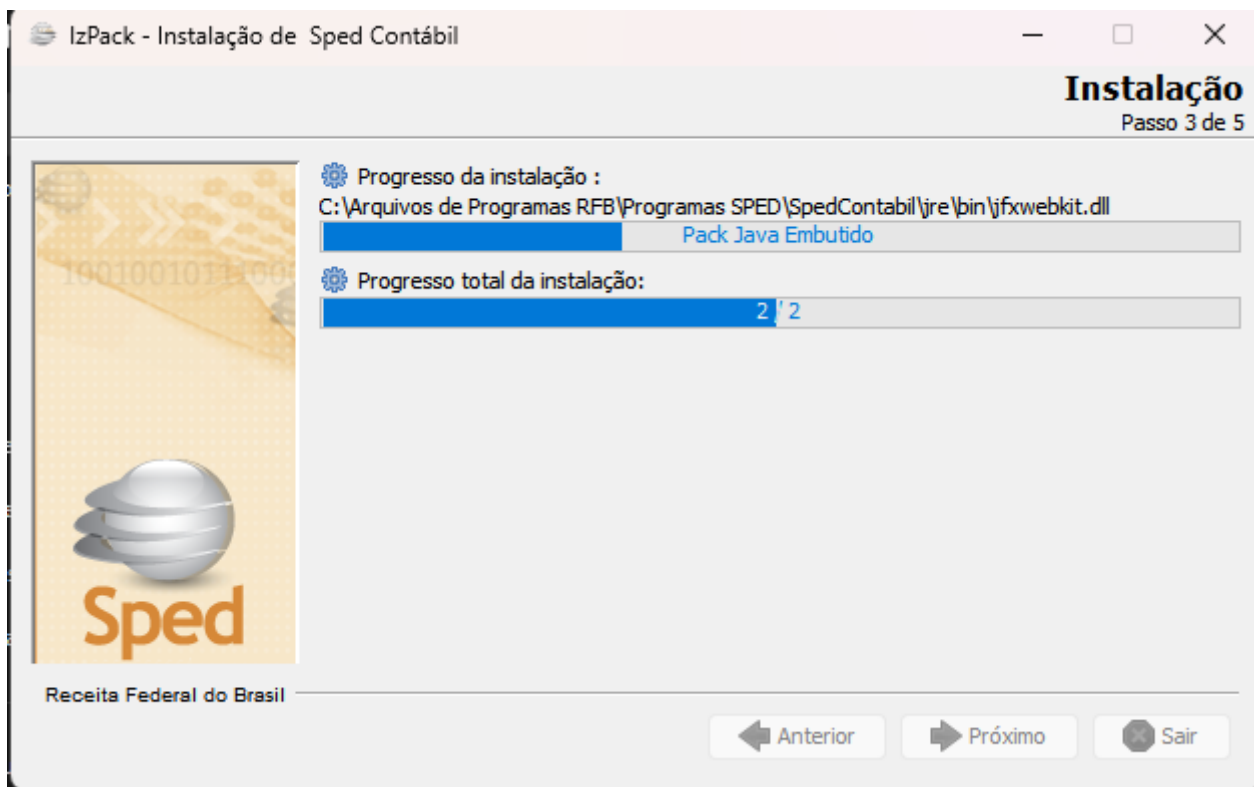 IzPack - Instalação de  Sped Contábil
Instalação
Passo 3 de 5
Progresso da instalação :
C:\Arquivos de Programas RFB\Programas SPED\SpedContabil\jre\bin\jfxwebkit.dll
Pack Java Embutido
Progresso total da instalação:
2 / 2
Sped
Receita Federal do Brasil
Anterior
Próximo
Sair